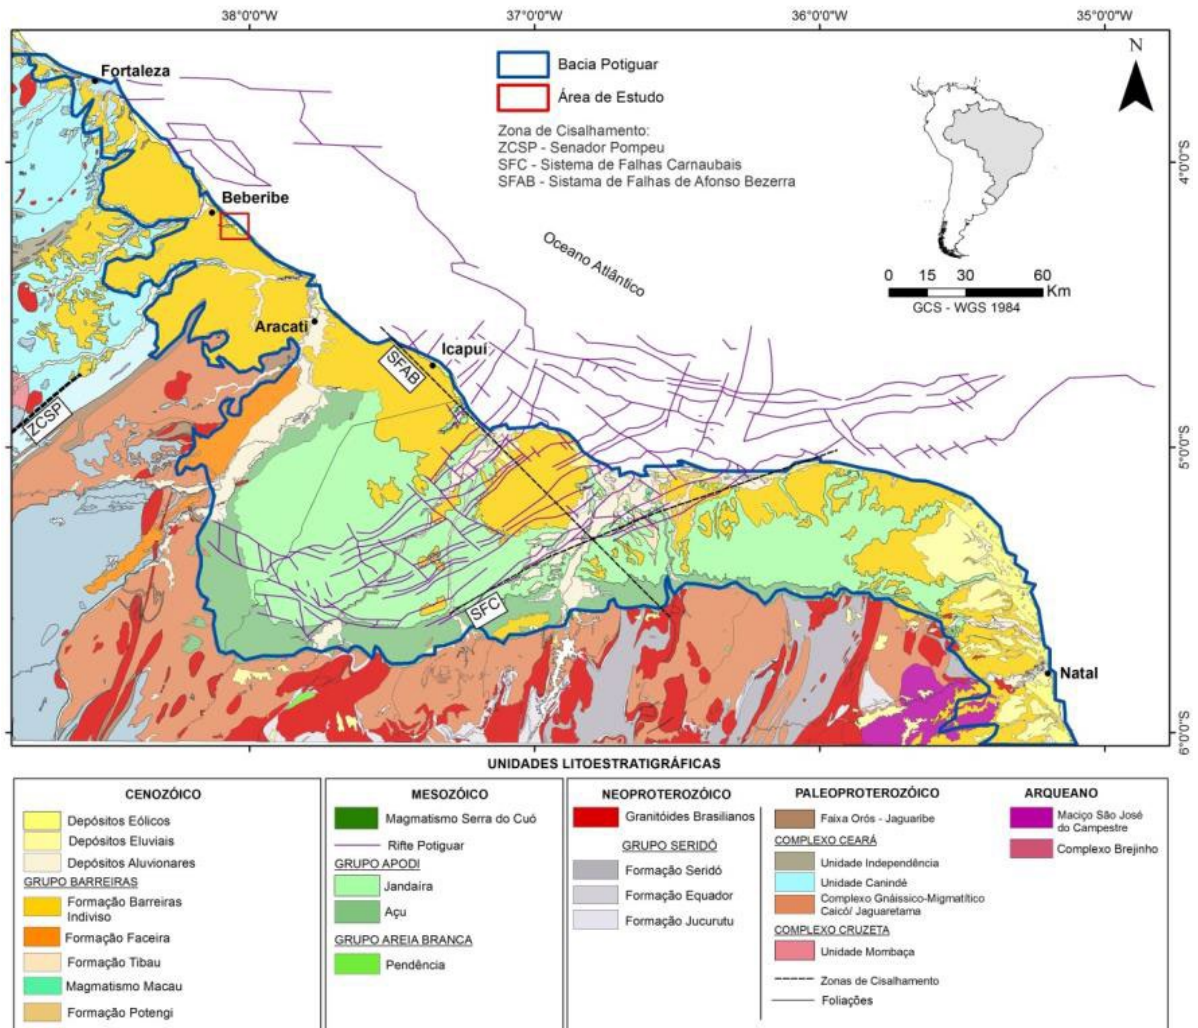 38°0'0"W 37°0'0"W 36°0'0"W 35°0'0"W
Fortaleza
Bacia Potiguar
Área de Estudo
Zona de Cisalhamento:
ZCSP - Senador Pompeu
SFC - Sistema de Falhas Carnaubais
SFAB - Sistama de Falhas de Afonso Bezerra
N
4°0'0"S
Beberibe
Oceano Atlântico
0 15 30 60
Km
GCS - WGS 1984
Aracati
Icapuí
SFAB
ZCSP
5°0'0"S
SFC
Natal
6°0'0"S
UNIDADES LITOESTRATIGRÁFICAS
CENOZÓICO
Depósitos Eólicos
Depósitos Eluviais
Depósitos Aluvionares
GRUPO BARREIRAS
Formação Barreiras
Indiviso
Formação Faceira
Formação Tibau
Magmatismo Macau
Formação Potengi
MESOZÓICO
Magmatismo Serra do Cuó
Rifte Potiguar
GRUPO APODI
Jandaíra
Açu
GRUPO AREIA BRANCA
Pendência
NEOPROTEROZÓICO
Granitóides Brasilianos
GRUPO SERIDÓ
Formação Seridó
Formação Equador
Formação Jucurutu
PALEOPROTEROZÓICO
Faixa Orós - Jaguaribe
COMPLEXO CEARÁ
Unidade Independência
Unidade Canindé
Complexo Gnáissico-Migmatítico
Caicó/ Jaguaretama
COMPLEXO CRUZETA
Unidade Mombaça
Zonas de Cisalhamento
Foliações
ARQUEANO
Maciço São José
do Campestre
Complexo Brejinho